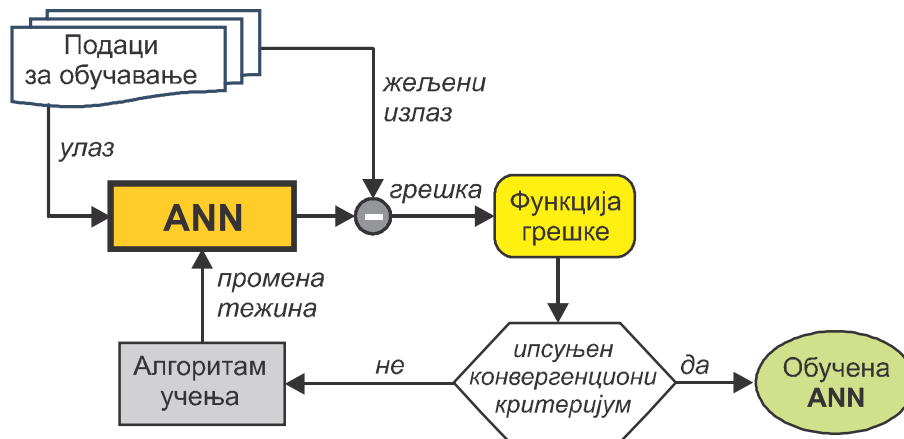 Подаци
за обучавање
жељени
излаз
улаз
ANN
грешка
Функција
грешке
промена
тежина
Алгоритам
учења
не
ипсуњен
конвергенциони
критеријум
да
Обучена
ANN